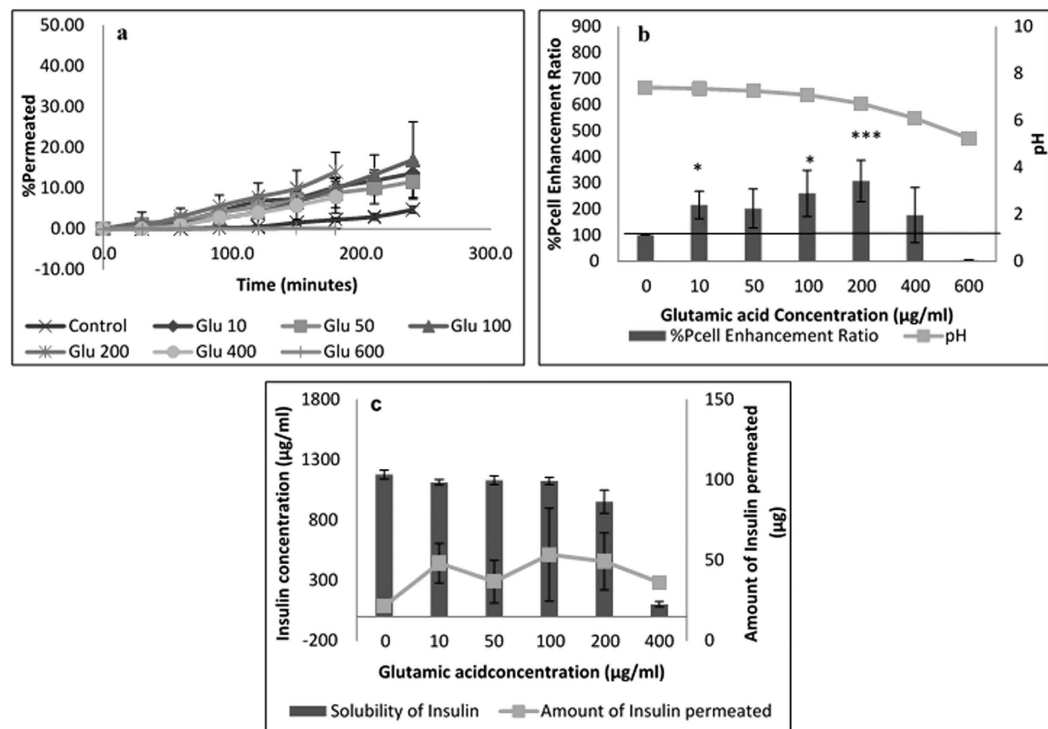 a
50.00
40.00
30.00
20.00
10.00
0.00
-10.00
%Permeated
0.0
100.0
200.0
300.0
Time (minutes)
Control
Glu 10
Glu 50
Glu 100
Glu 200
Glu 400
Glu 600
b
900
800
700
600
500
400
300
200
100
0
%Pcell Enhancement Ratio
10
8
6
4
2
0
pH
*
*
***
0 10 50 100 200 400 600
Glutamic acid Concentration (µg/ml)
%Pcell Enhancement Ratio
pH
c
1800
1300
800
300
-200
Insulin concentration (µg/ml)
150
100
50
0
Amount of Insulin permeated
(µg)
0 10 50 100 200 400
Glutamic acidconcentration (µg/ml)
Solubility of Insulin
Amount of Insulin permeated